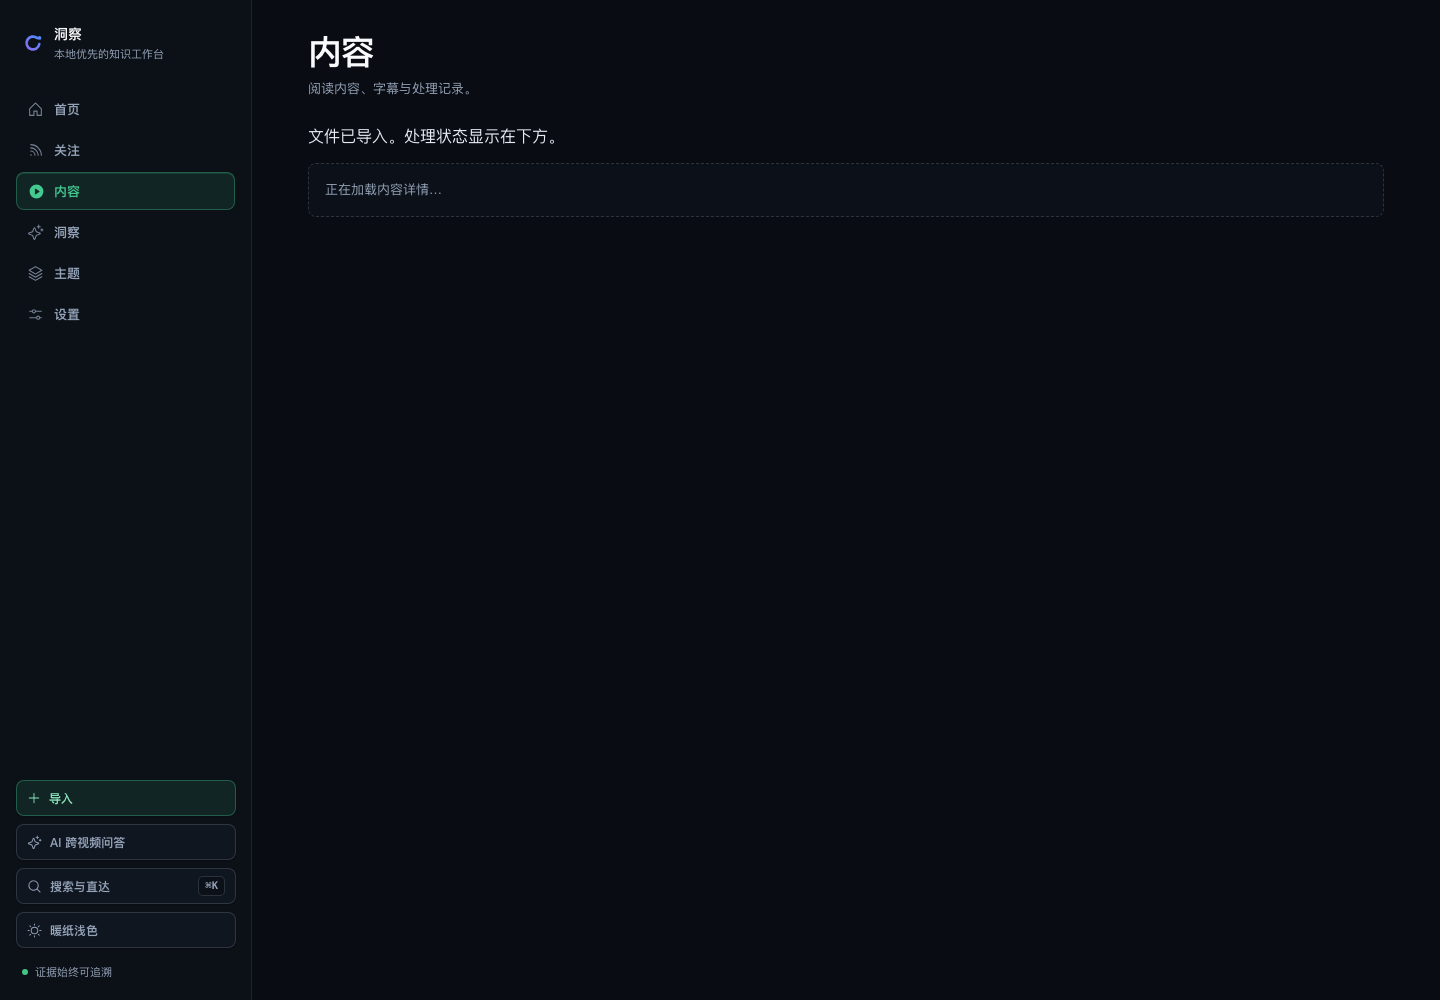 洞察
本地优先的知识工作台
首页
关注
内容
洞察
主题
设置
导入
AI 跨视频问答
搜索与直达 ⌘K
暖纸浅色
证据始终可追溯
内容
阅读内容、字幕与处理记录。
文件已导入。处理状态显示在下方。
正在加载内容详情…